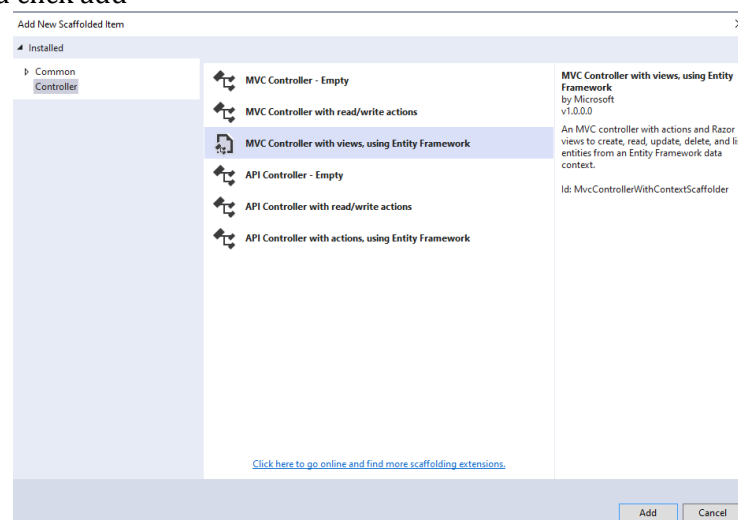 click add
Add New Scaffolded Item
Installed
Common
Controller
MVC Controller - Empty
MVC Controller with read/write actions
MVC Controller with views, using Entity Framework
API Controller - Empty
API Controller with read/write actions
API Controller with actions, using Entity Framework
Click here to go online and find more scaffolding extensions.
MVC Controller with views, using Entity
Framework
by Microsoft
v1.0.0.0
An MVC controller with actions and Razor
views to create, read, update, delete, and
entities from an Entity Framework data
context.
Id: MvcControllerWithContextScaffolder
Add
Cancel